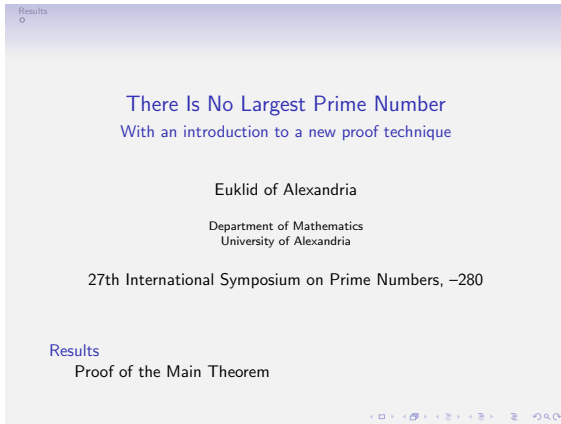 Results
There Is No Largest Prime Number
With an introduction to a new proof technique
Euklid of Alexandria
Department of Mathematics
University of Alexandria
27th International Symposium on Prime Numbers, –280
Results
Proof of the Main Theorem